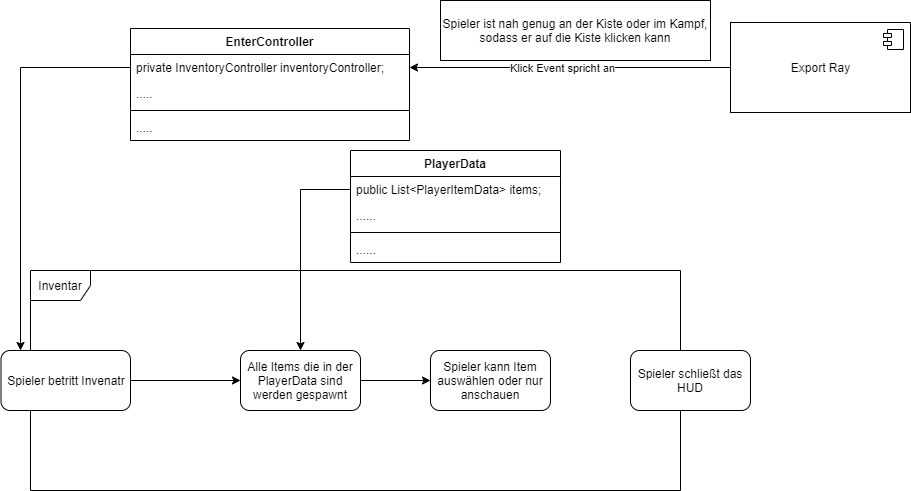 Spieler ist nah genug an der Kiste oder im Kampf,
sodass er auf die Kiste klicken kann
EnterController
private InventoryController inventoryController;
.....
.....
Klick Event spricht an
Export Ray
PlayerData
public List<PlayerItemData> items;
......
......
Inventar
Spieler betritt Invenatr
Alle Items die in der
PlayerData sind
werden gespawnt
Spieler kann Item
auswählen oder nur
anschauen
Spieler schließt das
HUD